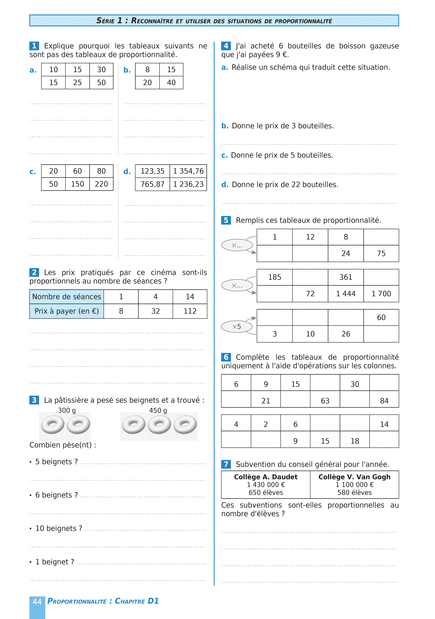 SÉRIE 1 : RECONNAÎTRE ET UTILISER DES SITUATIONS DE PROPORTIONNALITÉ
1 Explique pourquoi les tableaux suivants ne
sont pas des tableaux de proportionnalité.
a. 10 15 30
15 25 50
b. 8 15
20 40
c. 20 60 80
50 150 220
d. 123,35 1 354,76
765,87 1 236,23
2 Les prix pratiqués par ce cinéma sont-ils
proportionnels au nombre de séances ?
Nombre de séances 1 4 14
Prix à payer (en €) 8 32 112
3 La pâtissière a pesé ses beignets et a trouvé :
300 g 450 g
Combien pèse(nt) :
• 5 beignets ?
• 6 beignets ?
• 10 beignets ?
• 1 beignet ?
4 J'ai acheté 6 bouteilles de boisson gazeuse
que j'ai payées 9 €.
a. Réalise un schéma qui traduit cette situation.
b. Donne le prix de 3 bouteilles.
c. Donne le prix de 5 bouteilles.
d. Donne le prix de 22 bouteilles.
5 Remplis ces tableaux de proportionnalité.
×...
1 12 8
24 75
×...
185 361
72 1 444 1 700
×5
60
3 10 26
6 Complète les tableaux de proportionnalité
uniquement à l'aide d'opérations sur les colonnes.
6 9 15 30
21 63 84
4 2 6 14
9 15 18
7 Subvention du conseil général pour l'année.
Collège A. Daudet Collège V. Van Gogh
1 430 000 € 1 100 000 €
650 élèves 580 élèves
Ces subventions sont-elles proportionnelles au
nombre d'élèves ?
44 PROPORTIONNALITÉ : CHAPITRE D1